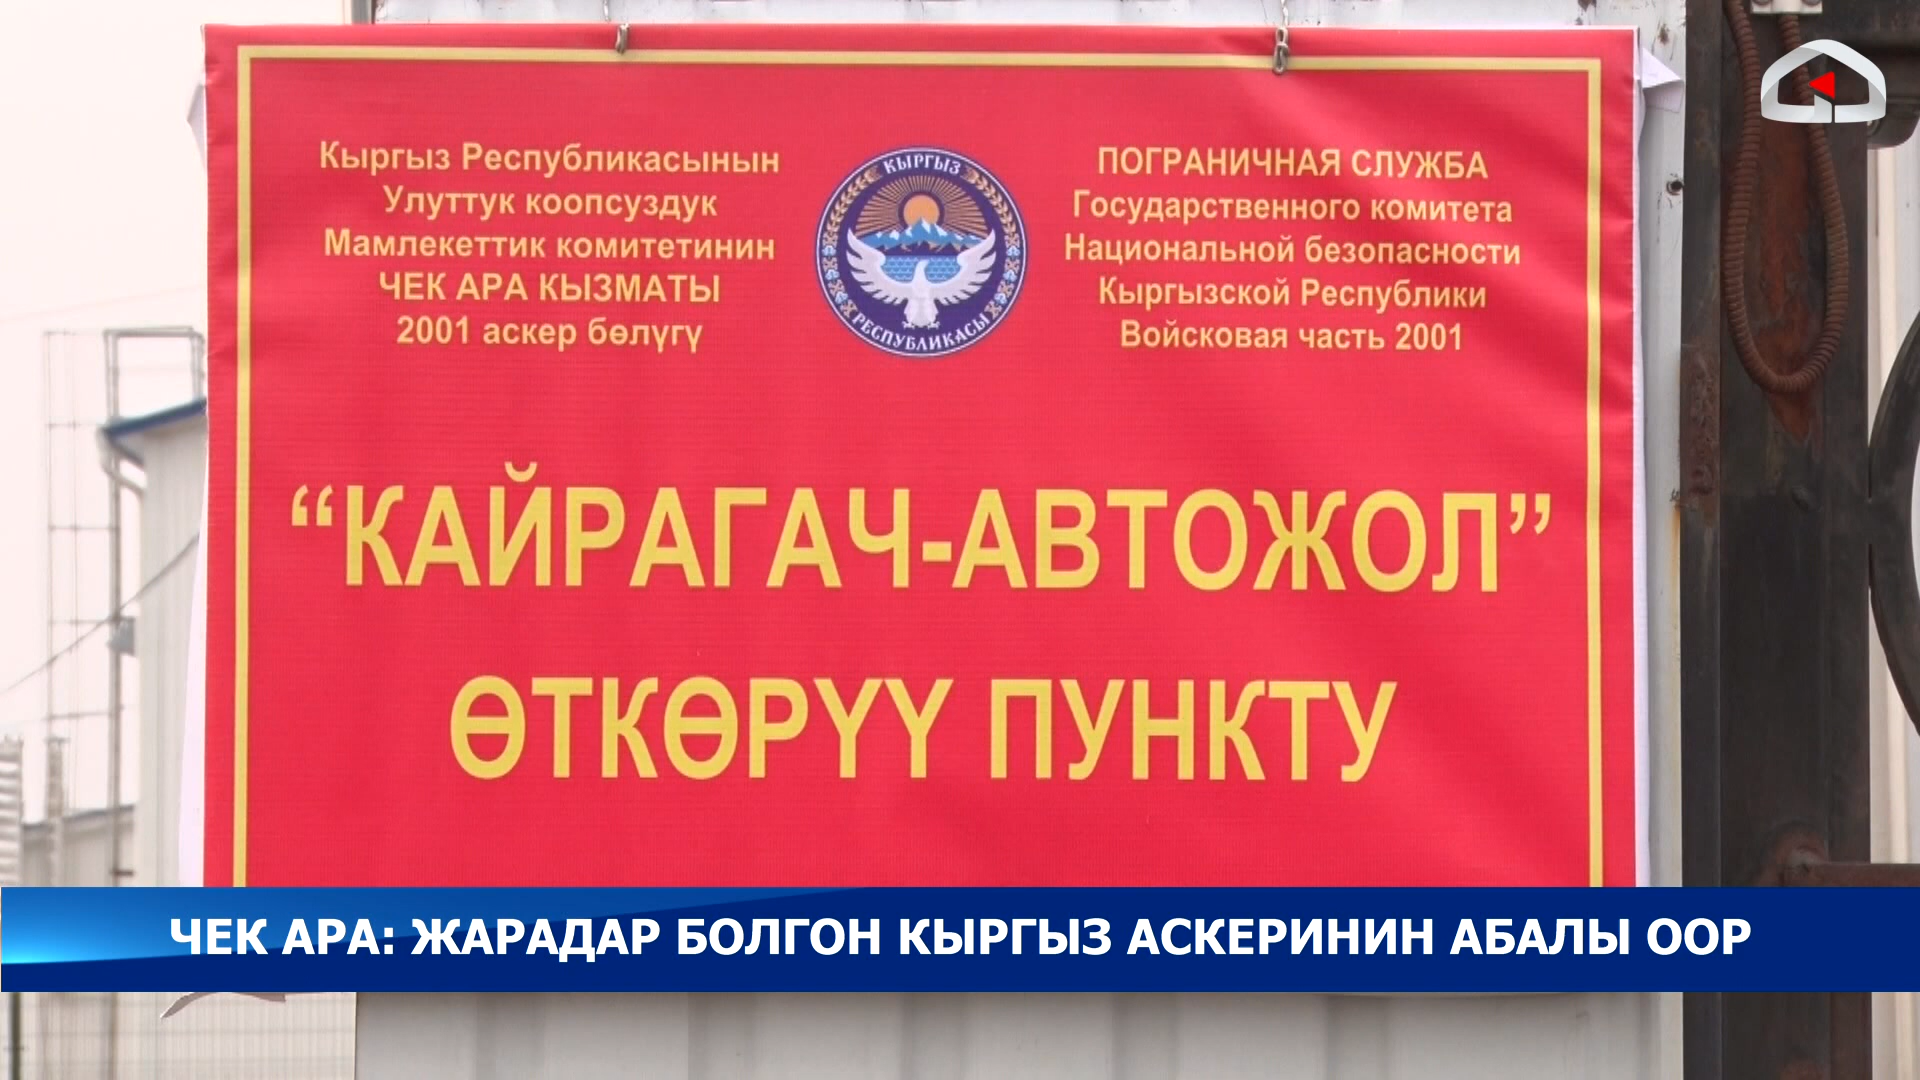 Кыргыз Республикасынын
Улуттук коопсуздук
Мамлекеттик комитетинин
ЧЕК АРА КЫЗМАТЫ
2001 аскер бөлүгү
КЫРГЫЗ
РЕСПУБЛИКАСЫ
ПОГРАНИЧНАЯ СЛУЖБА
Государственного комитета
Национальной безопасности
Кыргызской Республики
Войсковая часть 2001
“КАЙРАГАЧ-АВТОЖОЛ”
ӨТКӨРҮҮ ПУНКТУ
ЧЕК АРА: ЖАРАДАР БОЛГОН КЫРГЫЗ АСКЕРИНИН АБАЛЫ ООР